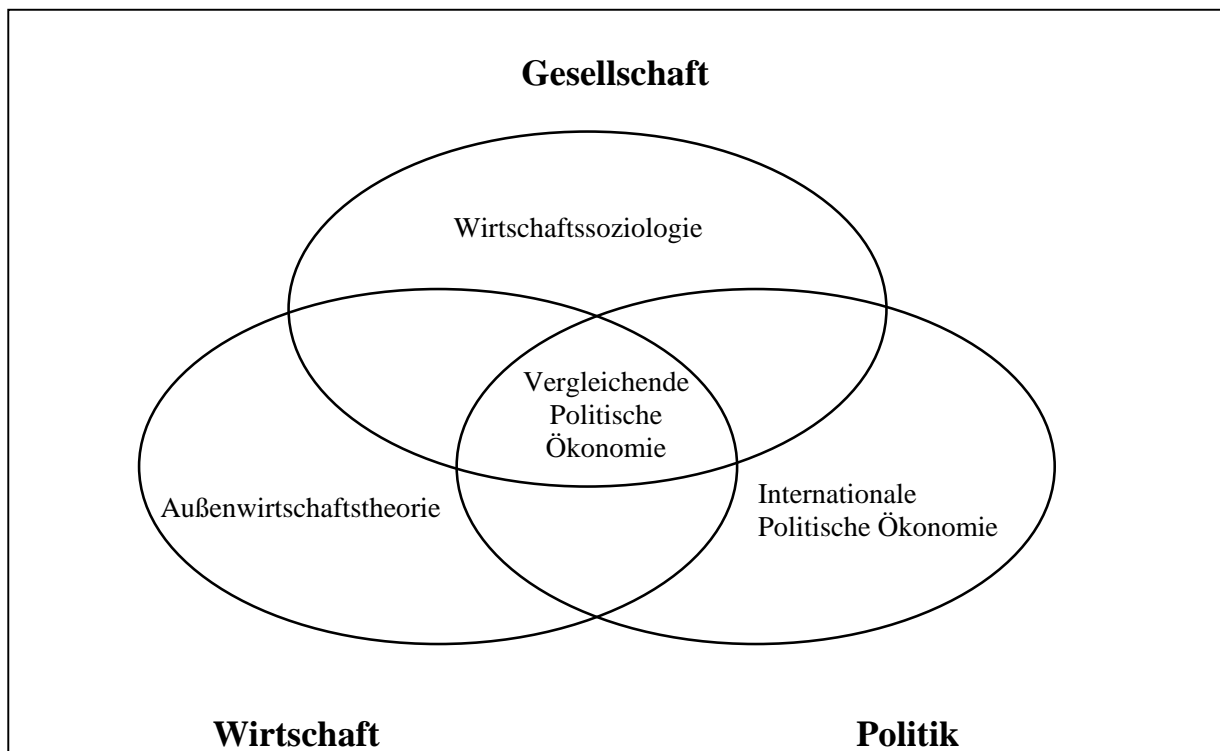 Gesellschaft
Wirtschaftssoziologie
Vergleichende
Politische
Ökonomie
Außenwirtschaftstheorie
Internationale
Politische Ökonomie
Wirtschaft
Politik